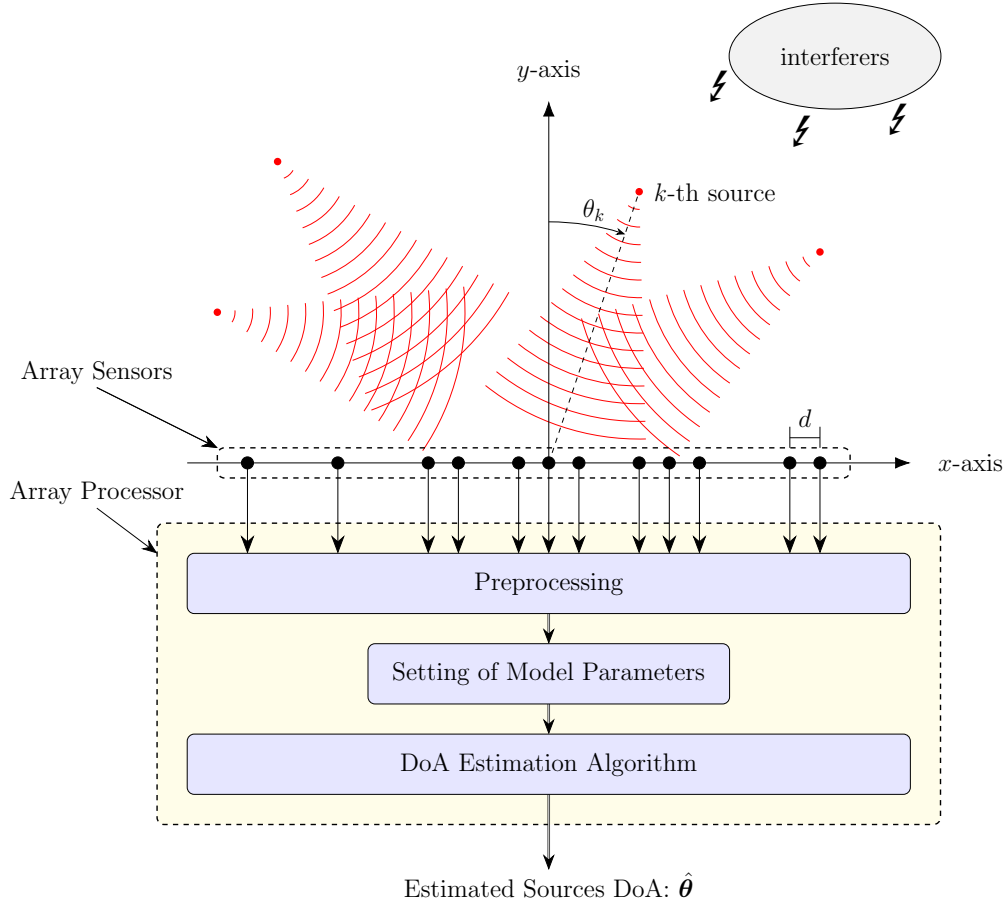 interferers
y-axis
k-th source
θₖ
Array Sensors
d
x-axis
Array Processor
Preprocessing
Setting of Model Parameters
DoA Estimation Algorithm
Estimated Sources DoA: θ̂